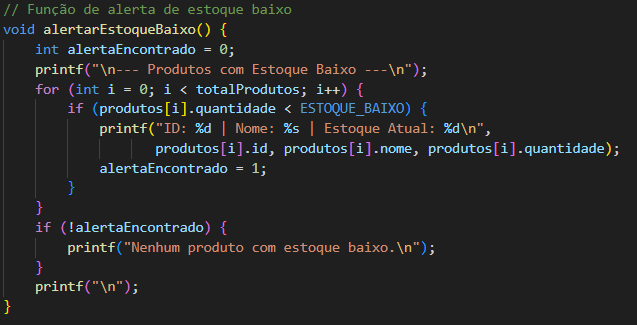 // Função de alerta de estoque baixo
void alertarEstoqueBaixo() {
    int alertaEncontrado = 0;
    printf("\n--- Produtos com Estoque Baixo ---\n");
    for (int i = 0; i < totalProdutos; i++) {
        if (produtos[i].quantidade < ESTOQUE_BAIXO) {
            printf("ID: %d | Nome: %s | Estoque Atual: %d\n",
                   produtos[i].id, produtos[i].nome, produtos[i].quantidade);
            alertaEncontrado = 1;
        }
    }
    if (!alertaEncontrado) {
        printf("Nenhum produto com estoque baixo.\n");
    }
    printf("\n");
}